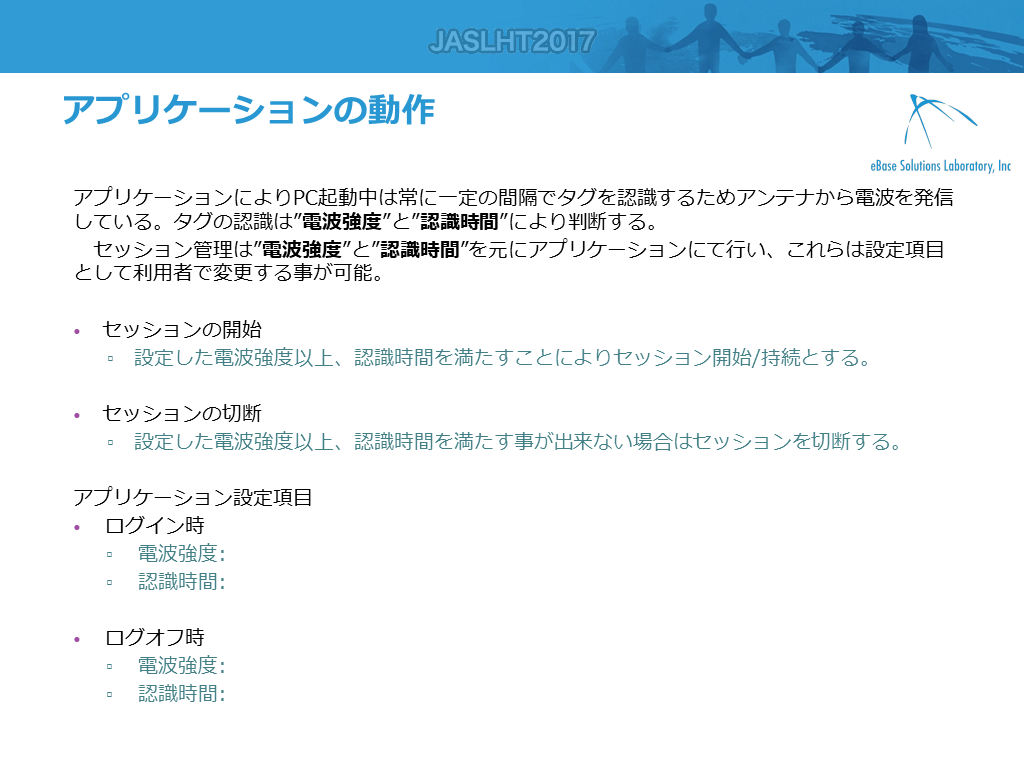 JASLHT2017
アプリケーションの動作
eBase Solutions Laboratory, Inc
アプリケーションによりPC起動中は常に一定の間隔でタグを認識するためアンテナから電波を発信
している。タグの認識は”電波強度”と”認識時間”により判断する。
　セッション管理は”電波強度”と”認識時間”を元にアプリケーションにて行い、これらは設定項目
として利用者で変更する事が可能。
• セッションの開始
▫ 設定した電波強度以上、認識時間を満たすことによりセッション開始/持続とする。
• セッションの切断
▫ 設定した電波強度以上、認識時間を満たす事が出来ない場合はセッションを切断する。
アプリケーション設定項目
• ログイン時
▫ 電波強度:
▫ 認識時間:
• ログオフ時
▫ 電波強度:
▫ 認識時間: